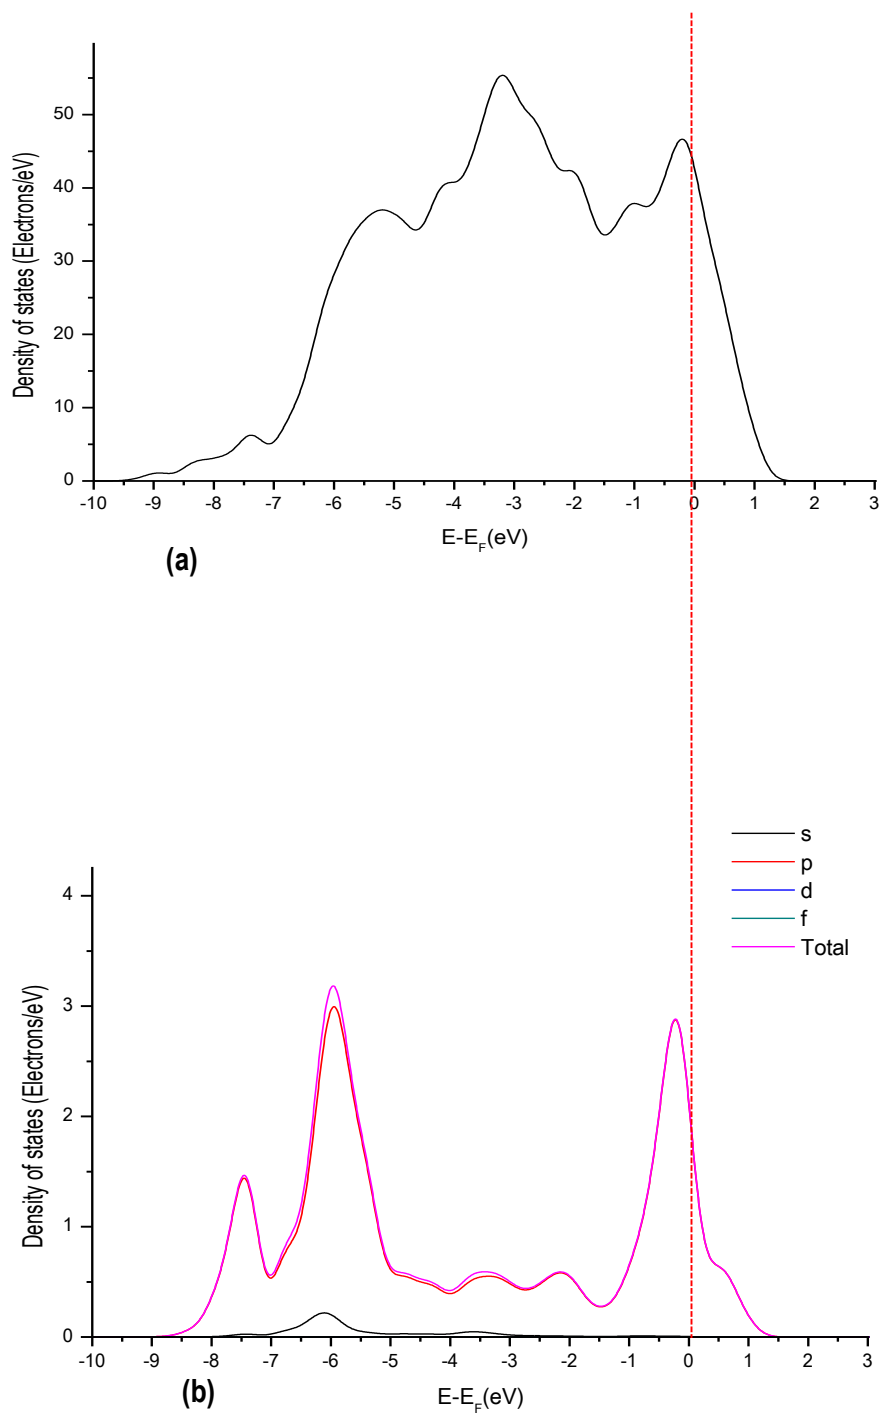 Density of states (Electrons/eV)
50
40
30
20
10
0
-10 -9 -8 -7 -6 -5 -4 -3 -2 -1 0 1 2 3
E-E_F(eV)
(a)
s
p
d
f
Total
Density of states (Electrons/eV)
4
3
2
1
0
-10 -9 -8 -7 -6 -5 -4 -3 -2 -1 0 1 2 3
E-E_F(eV)
(b)